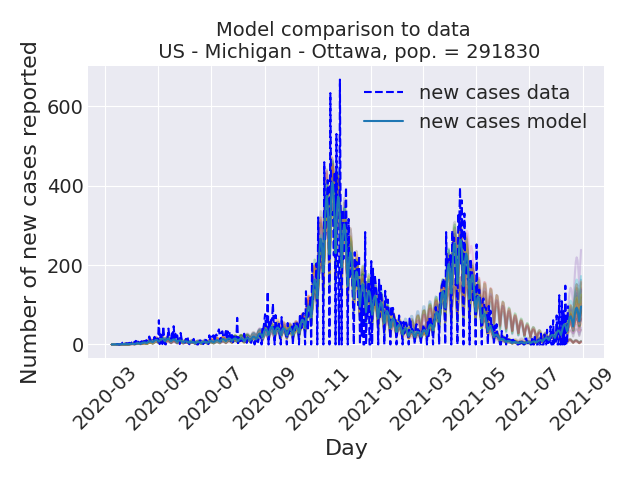 Model comparison to data
US - Michigan - Ottawa, pop. = 291830
Number of new cases reported
600
400
200
0
new cases data
new cases model
2020-03
2020-05
2020-07
2020-09
2020-11
2021-01
2021-03
2021-05
2021-07
2021-09
Day